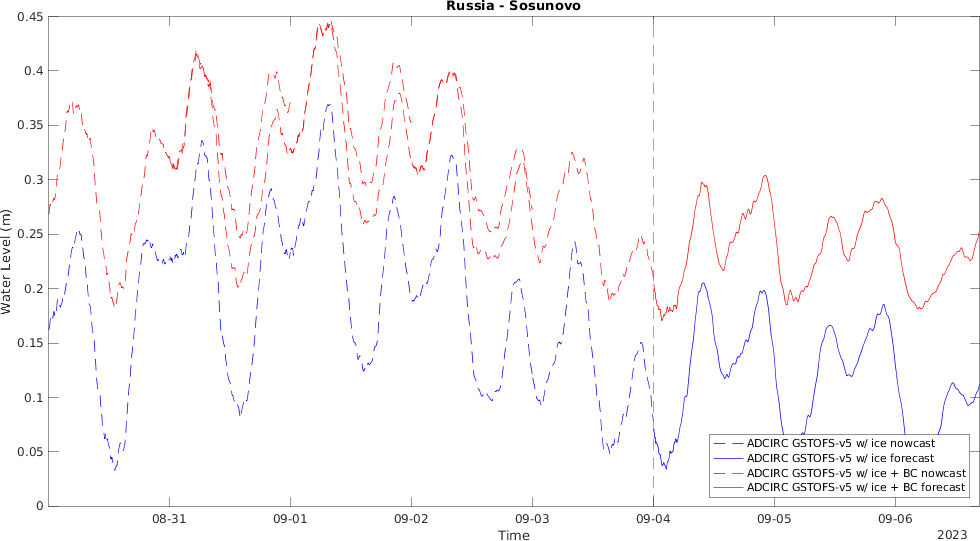 Russia - Sosunovo
0.45
0.4
0.35
0.3
0.25
0.2
0.15
0.1
0.05
0
Water Level (m)
ADCIRC GSTOFS-v5 w/ ice nowcast
ADCIRC GSTOFS-v5 w/ ice forecast
ADCIRC GSTOFS-v5 w/ ice + BC nowcast
ADCIRC GSTOFS-v5 w/ ice + BC forecast
08-31 09-01 09-02 09-03 09-04 09-05 09-06
Time
2023